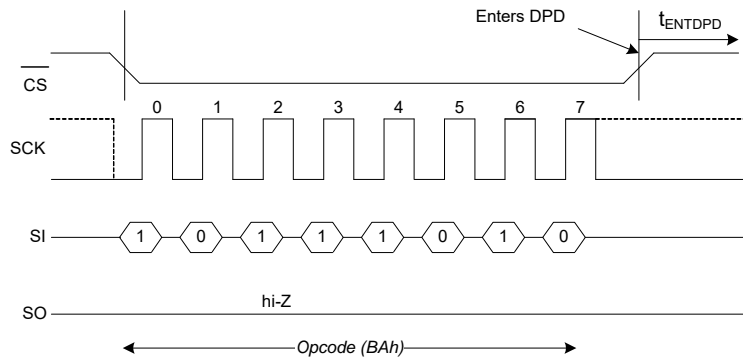 Enters DPD
tENTDPD
CS
0 1 2 3 4 5 6 7
SCK
SI
1 0 1 1 1 0 1 0
hi-Z
SO
Opcode (BAh)